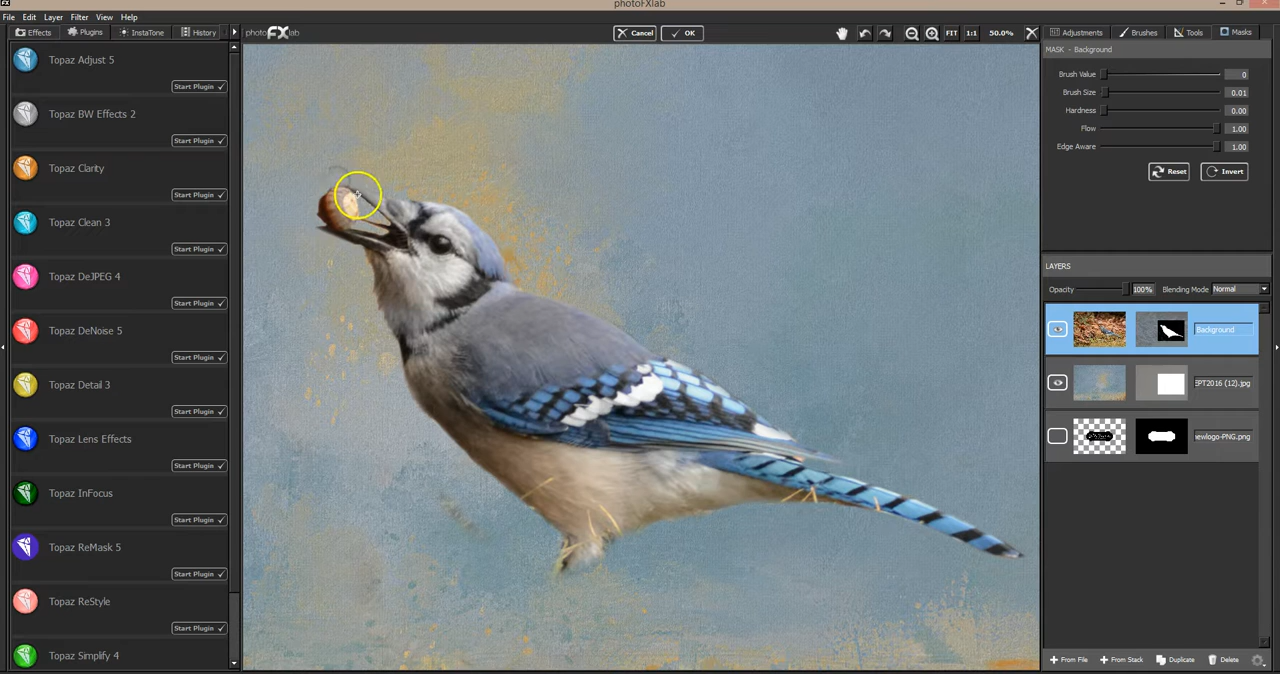 photoFXlab
File Edit Layer Filter View Help
Effects Plugins InstaTone History
photo FX lab
Cancel OK
FIT 1:1 50.0%
Adjustments Brushes Tools Masks
MASK - Background
Brush Value 0
Brush Size 0.01
Hardness 0.00
Flow 1.00
Edge Aware 1.00
Reset Invert
Topaz Adjust 5
Start Plugin
Topaz BW Effects 2
Start Plugin
Topaz Clarity
Start Plugin
Topaz Clean 3
Start Plugin
Topaz DeJPEG 4
Start Plugin
Topaz DeNoise 5
Start Plugin
Topaz Detail 3
Start Plugin
Topaz Lens Effects
Start Plugin
Topaz InFocus
Start Plugin
Topaz ReMask 5
Start Plugin
Topaz ReStyle
Start Plugin
Topaz Simplify 4
LAYERS
Opacity 100% Blending Mode Normal
Background
EPT2016 (12).jpg
ewlogo-PNG.png
From File From Stack Duplicate Delete